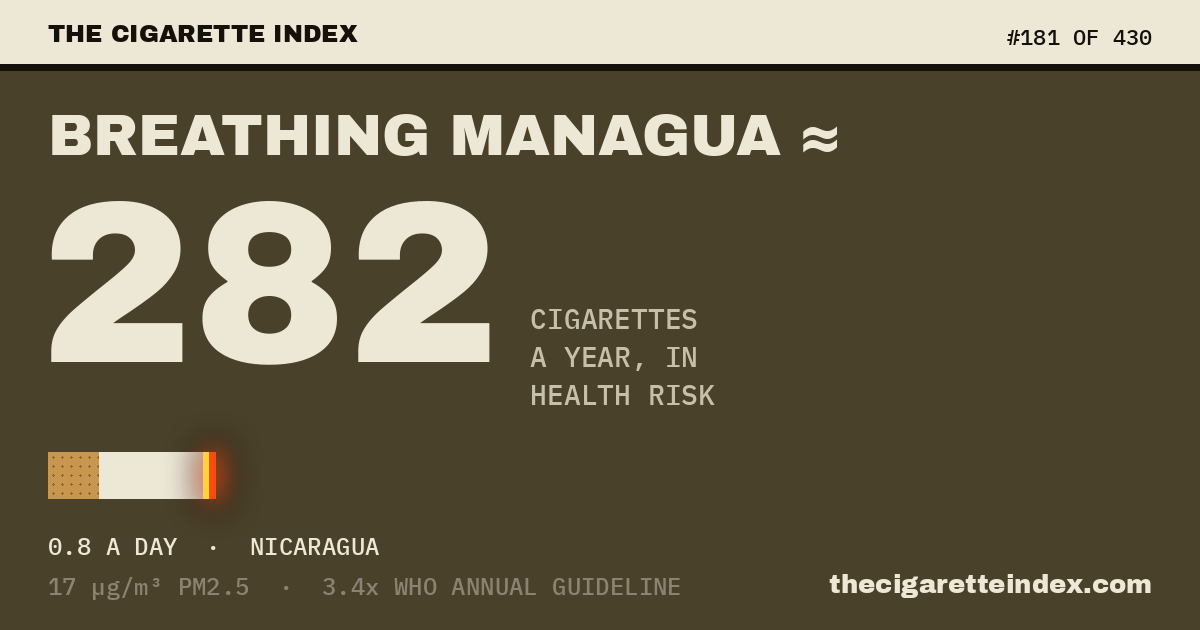 THE CIGARETTE INDEX
#181 OF 430
BREATHING MANAGUA ≈
282
CIGARETTES
A YEAR, IN
HEALTH RISK
0.8 A DAY · NICARAGUA
17 µg/m³ PM2.5 · 3.4x WHO ANNUAL GUIDELINE
thecigaretteindex.com